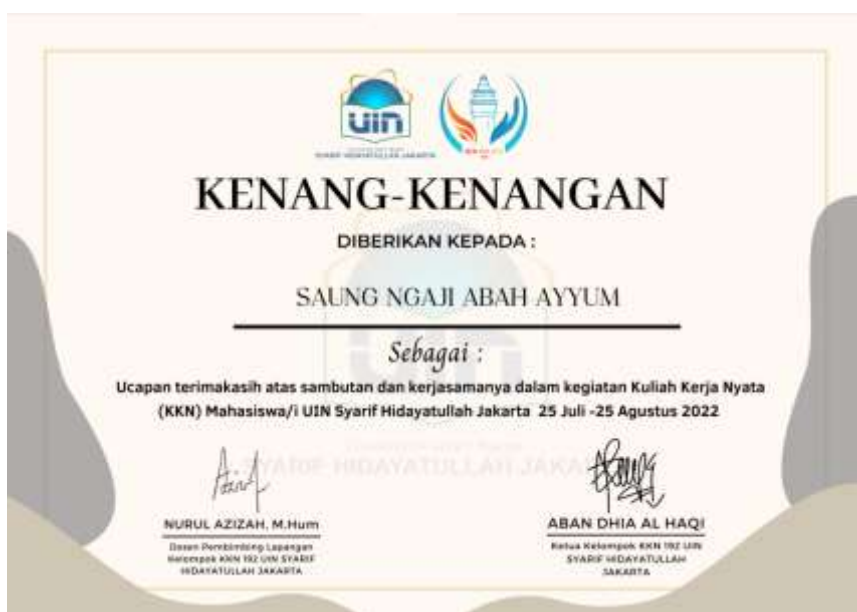 uin
SYARIF HIDAYATULLAH JAKARTA
KENANG-KENANGAN
DIBERIKAN KEPADA :
SAUNG NGAJI ABAH AYYUM
Sebagai :
Ucapan terimakasih atas sambutan dan kerjasamanya dalam kegiatan Kuliah Kerja Nyata
(KKN) Mahasiswa/i UIN Syarif Hidayatullah Jakarta 25 Juli -25 Agustus 2022
SYARIF HIDAYATULLAH JAKA
NURUL AZIZAH, M.Hum
Dosen Pembimbing Lapangan
Kelompok KKN 192 UIN SYARIF
HIDAYATULLAH JAKARTA
ABAN DHIA AL HAQI
Ketua Kelompok KKN 192 UIN
SYARIF HIDAYATULLAH
JAKARTA